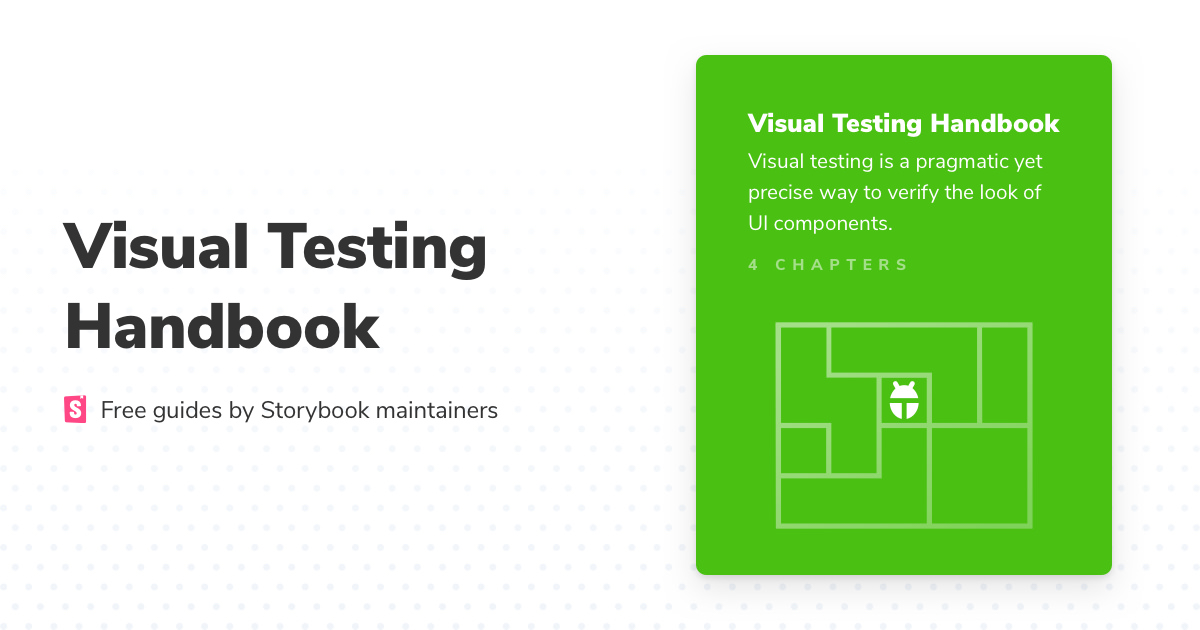 Visual Testing
Handbook
S Free guides by Storybook maintainers
Visual Testing Handbook
Visual testing is a pragmatic yet
precise way to verify the look of
UI components.
4 CHAPTERS